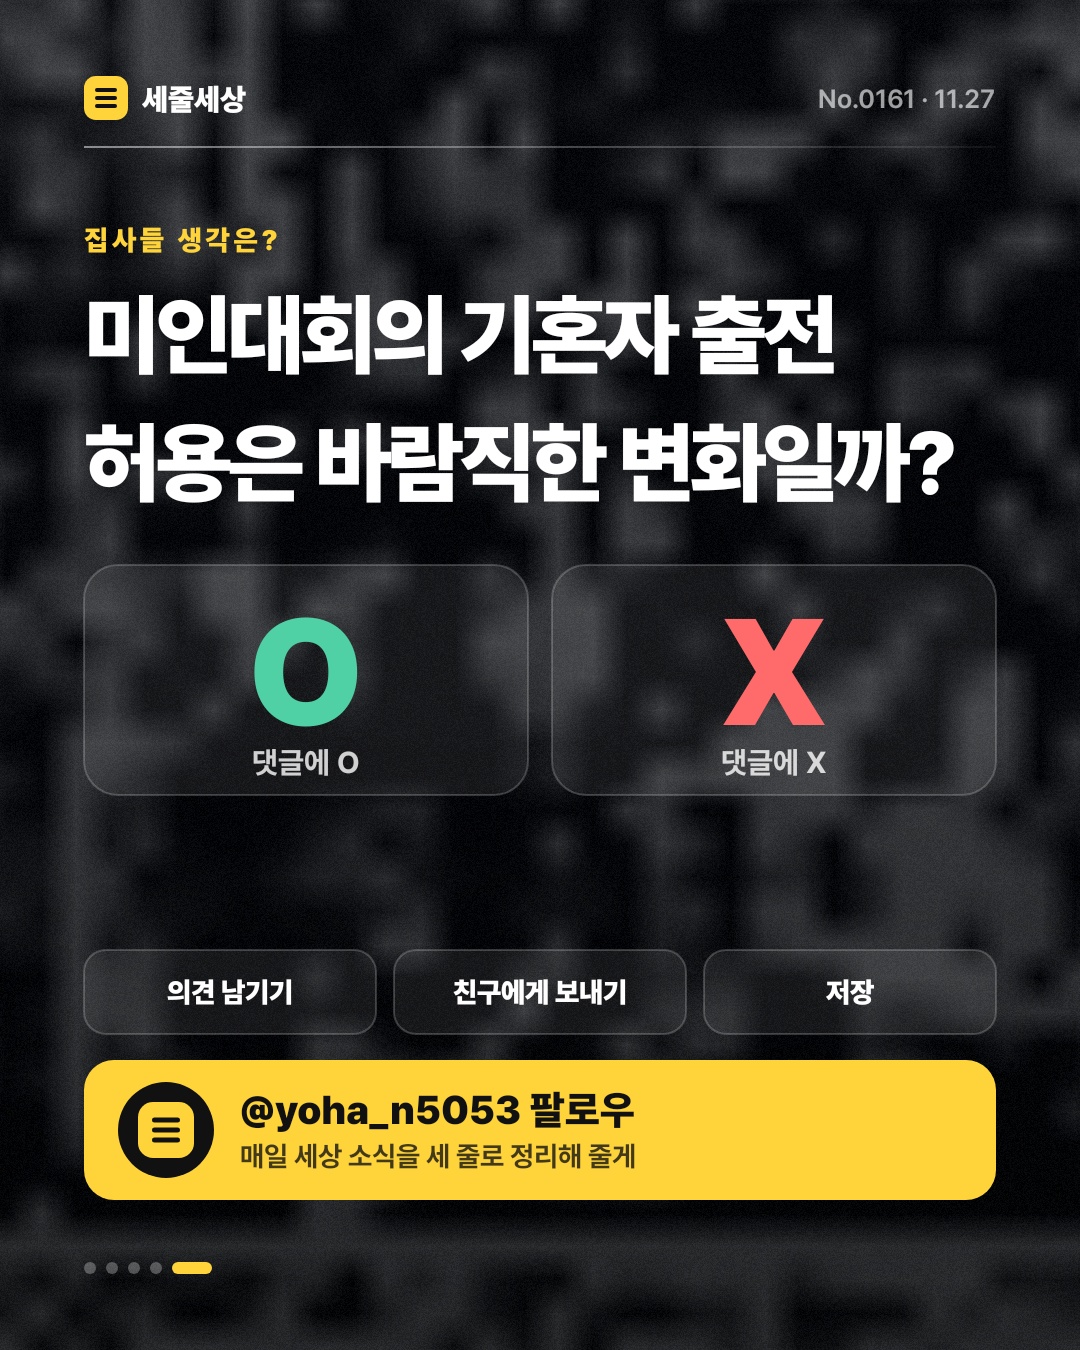 세줄세상
No.0161 · 11.27
집사들 생각은?
미인대회의 기혼자 출전
허용은 바람직한 변화일까?
O
댓글에 O
X
댓글에 X
의견 남기기
친구에게 보내기
저장
@yoha_n5053 팔로우
매일 세상 소식을 세 줄로 정리해 줄게